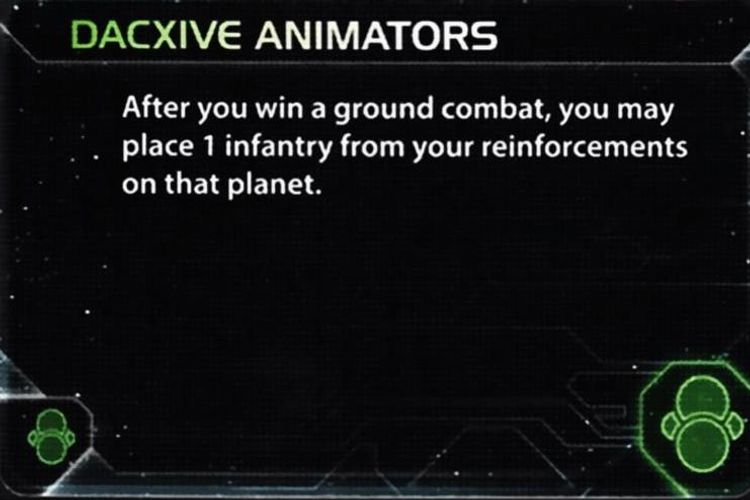 DACXIVE ANIMATORS
After you win a ground combat, you may
place 1 infantry from your reinforcements
on that planet.